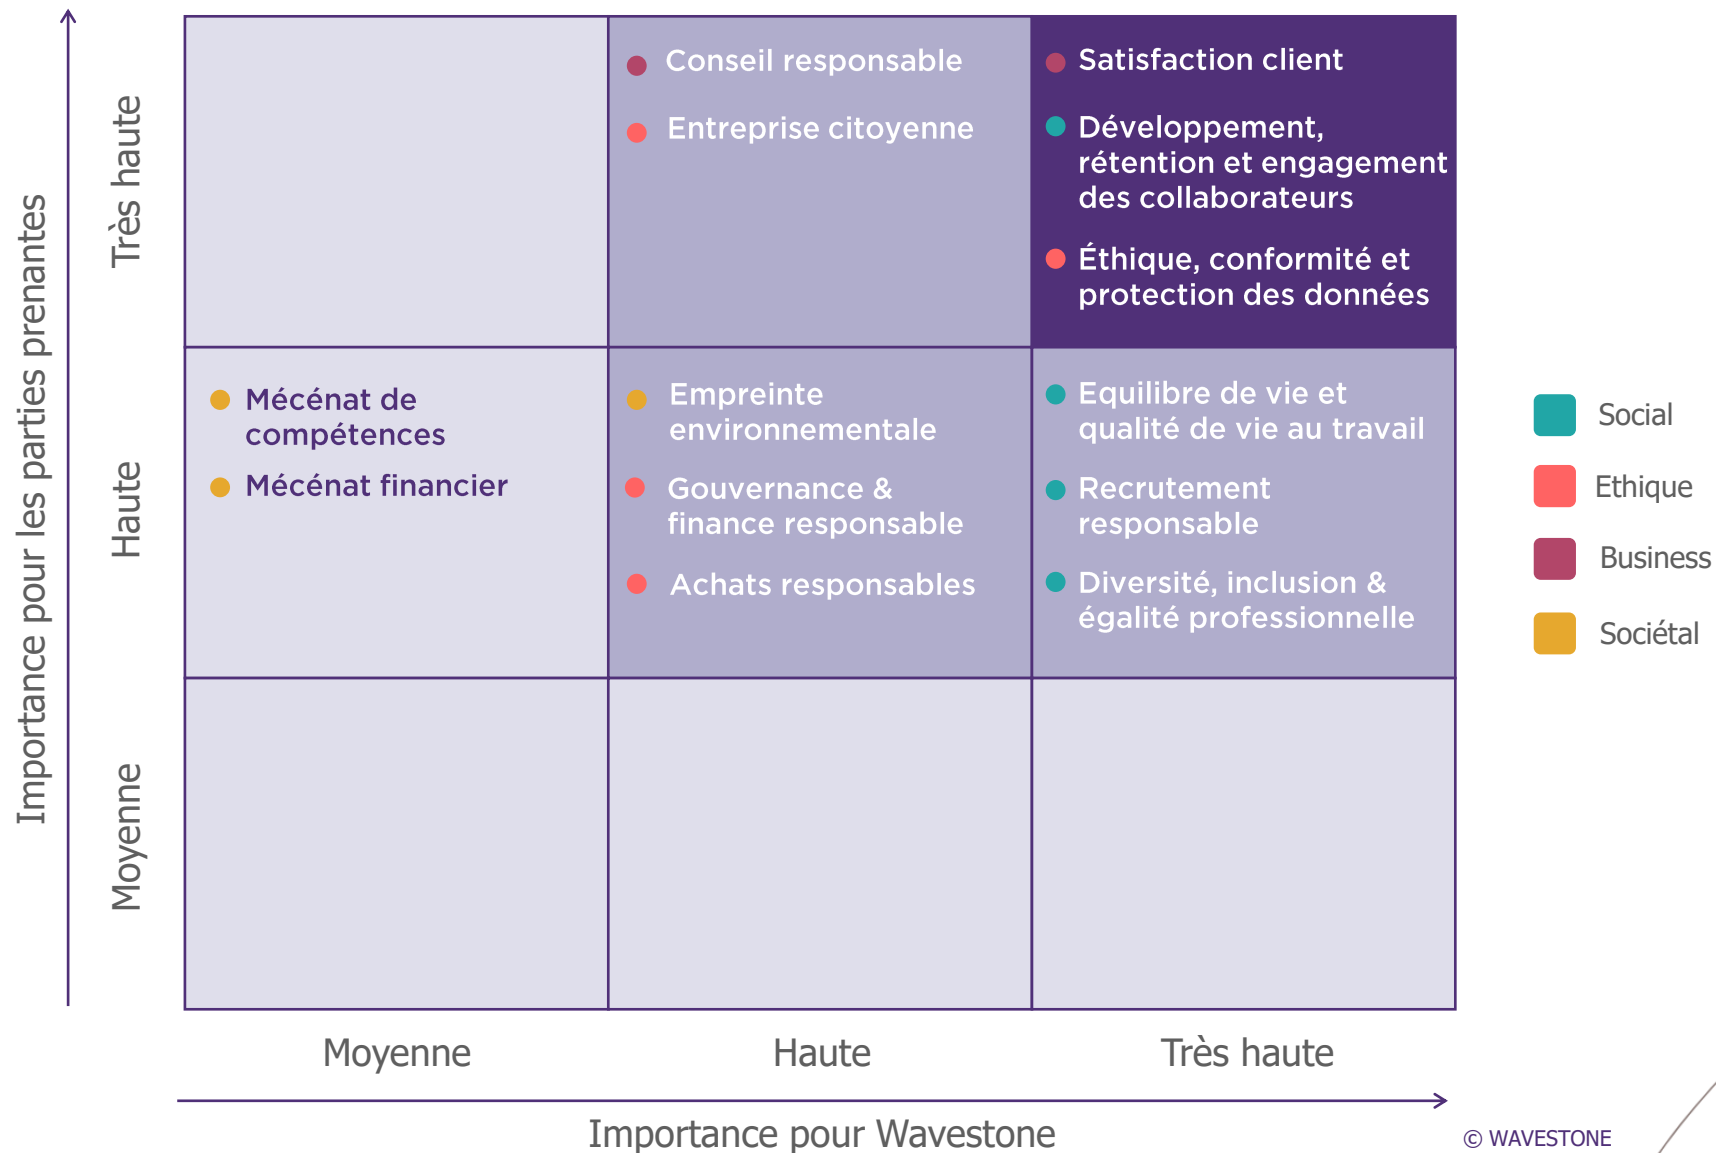 Importance pour les parties prenantes
Très haute
Haute
Moyenne
Conseil responsable
Entreprise citoyenne
Satisfaction client
Développement,
rétention et engagement
des collaborateurs
Éthique, conformité et
protection des données
Mécénat de
compétences
Mécénat financier
Empreinte
environnementale
Gouvernance &
finance responsable
Achats responsables
Equilibre de vie et
qualité de vie au travail
Recrutement
responsable
Diversité, inclusion &
égalité professionnelle
Social
Ethique
Business
Sociétal
Moyenne
Haute
Très haute
Importance pour Wavestone
© WAVESTONE